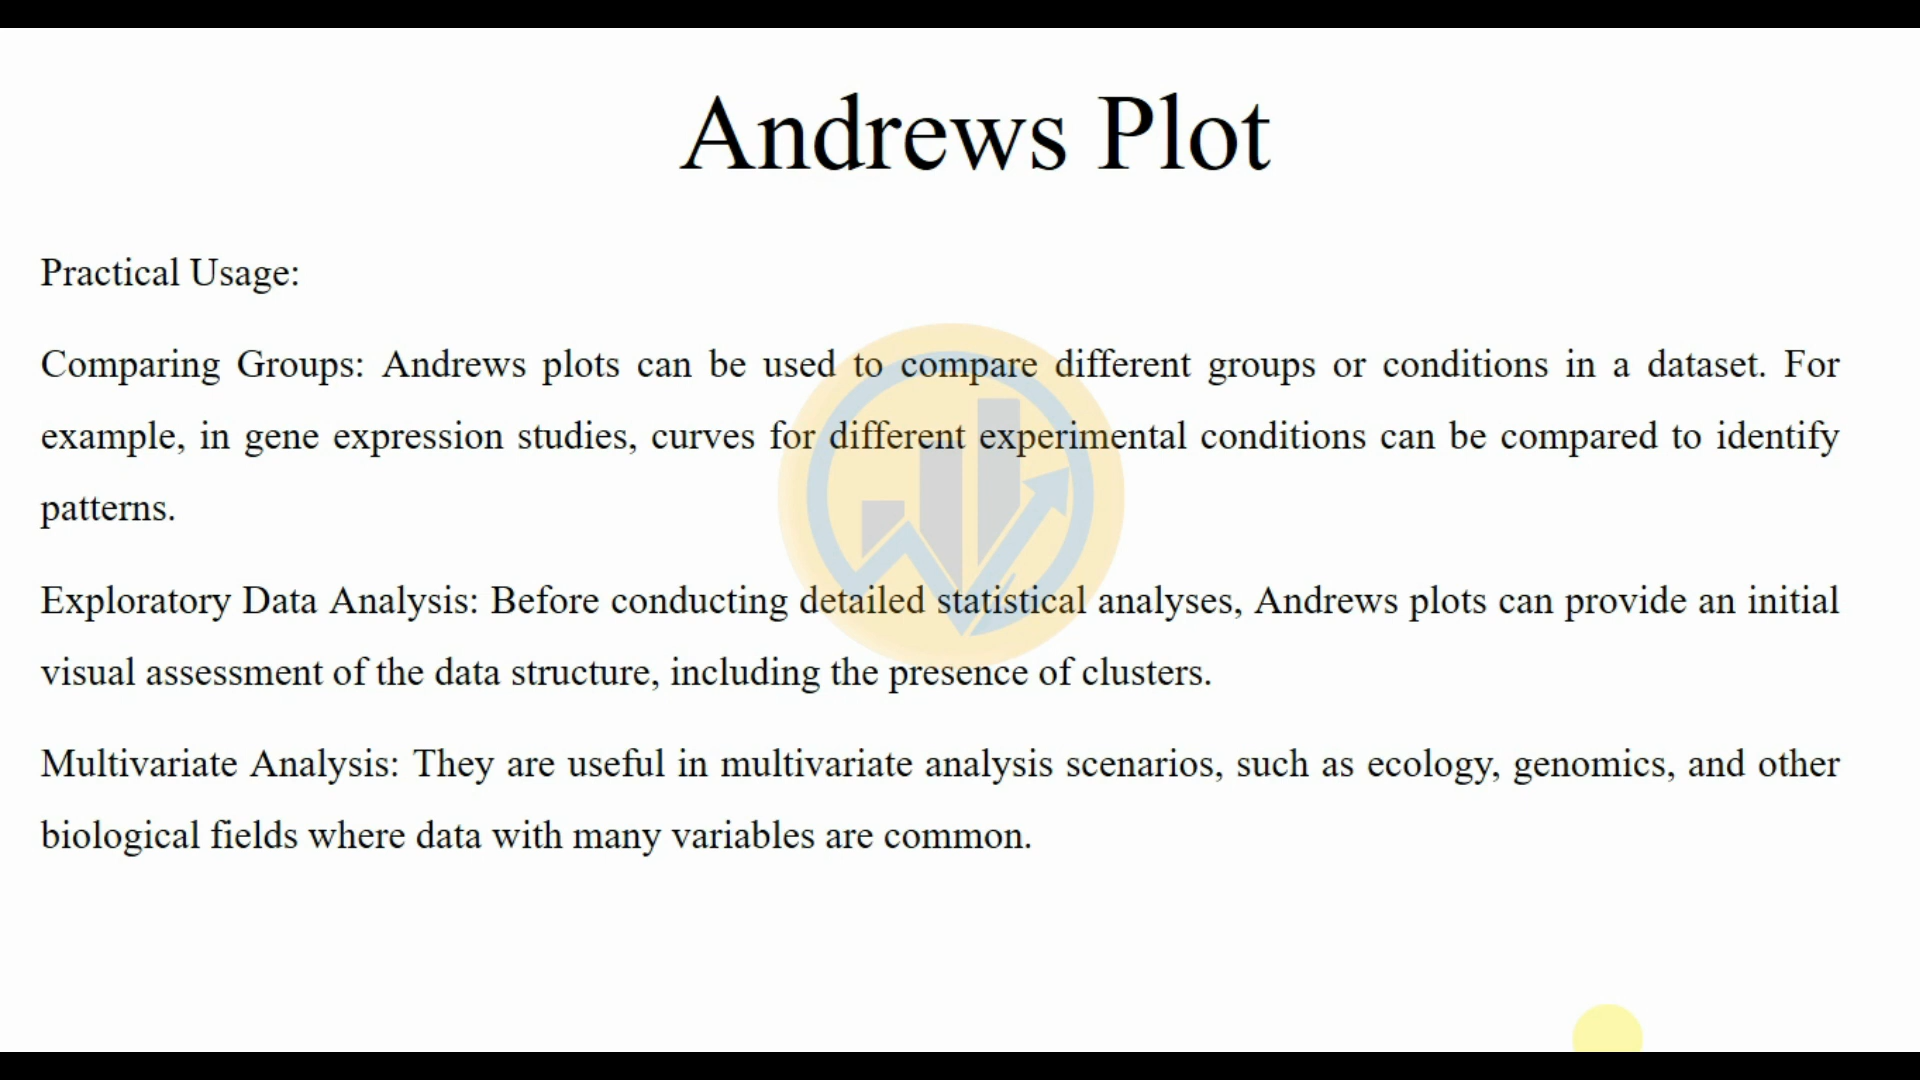 Andrews Plot
Practical Usage:
Comparing Groups: Andrews plots can be used to compare different groups or conditions in a dataset. For
example, in gene expression studies, curves for different experimental conditions can be compared to identify
patterns.
Exploratory Data Analysis: Before conducting detailed statistical analyses, Andrews plots can provide an initial
visual assessment of the data structure, including the presence of clusters.
Multivariate Analysis: They are useful in multivariate analysis scenarios, such as ecology, genomics, and other
biological fields where data with many variables are common.